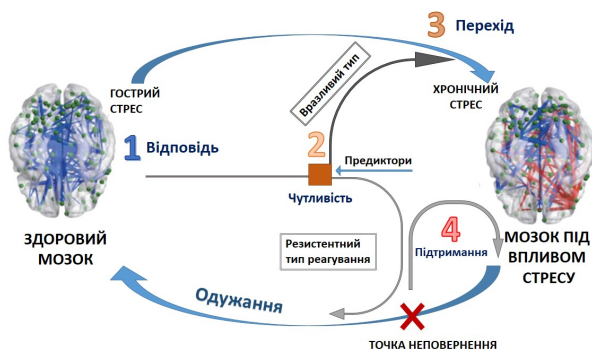 3 Перехід
ГОСТРИЙ
СТРЕС
Вразливий тип
ХРОНІЧНИЙ
СТРЕС
1 Відповідь
2
Предиктори
Чутливість
ЗДОРОВИЙ
МОЗОК
Резистентний
тип реагування
4
Підтримання
МОЗОК ПІД
ВПЛИВОМ
СТРЕСУ
Одужання
ТОЧКА НЕПОВЕРНЕННЯ